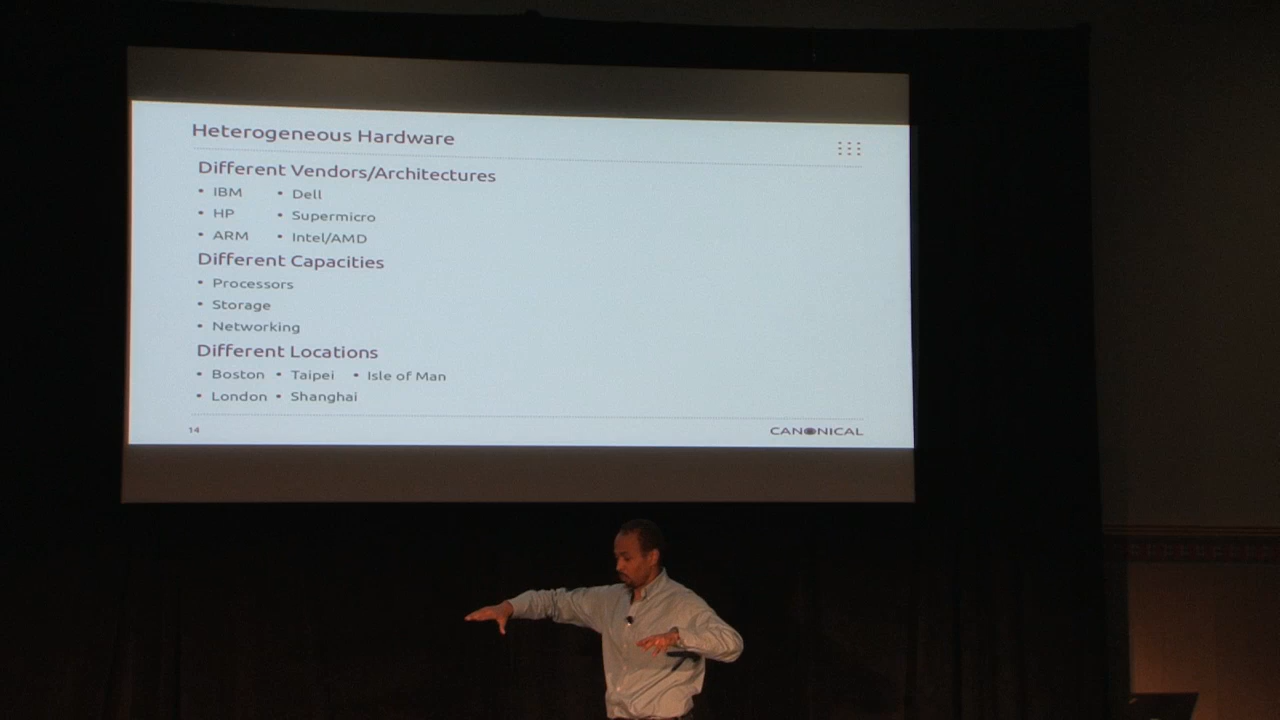 Heterogeneous Hardware
Different Vendors/Architectures
• IBM • Dell
• HP • Supermicro
• ARM • Intel/AMD
Different Capacities
• Processors
• Storage
• Networking
Different Locations
• Boston • Taipei • Isle of Man
• London • Shanghai
14 CANONICAL